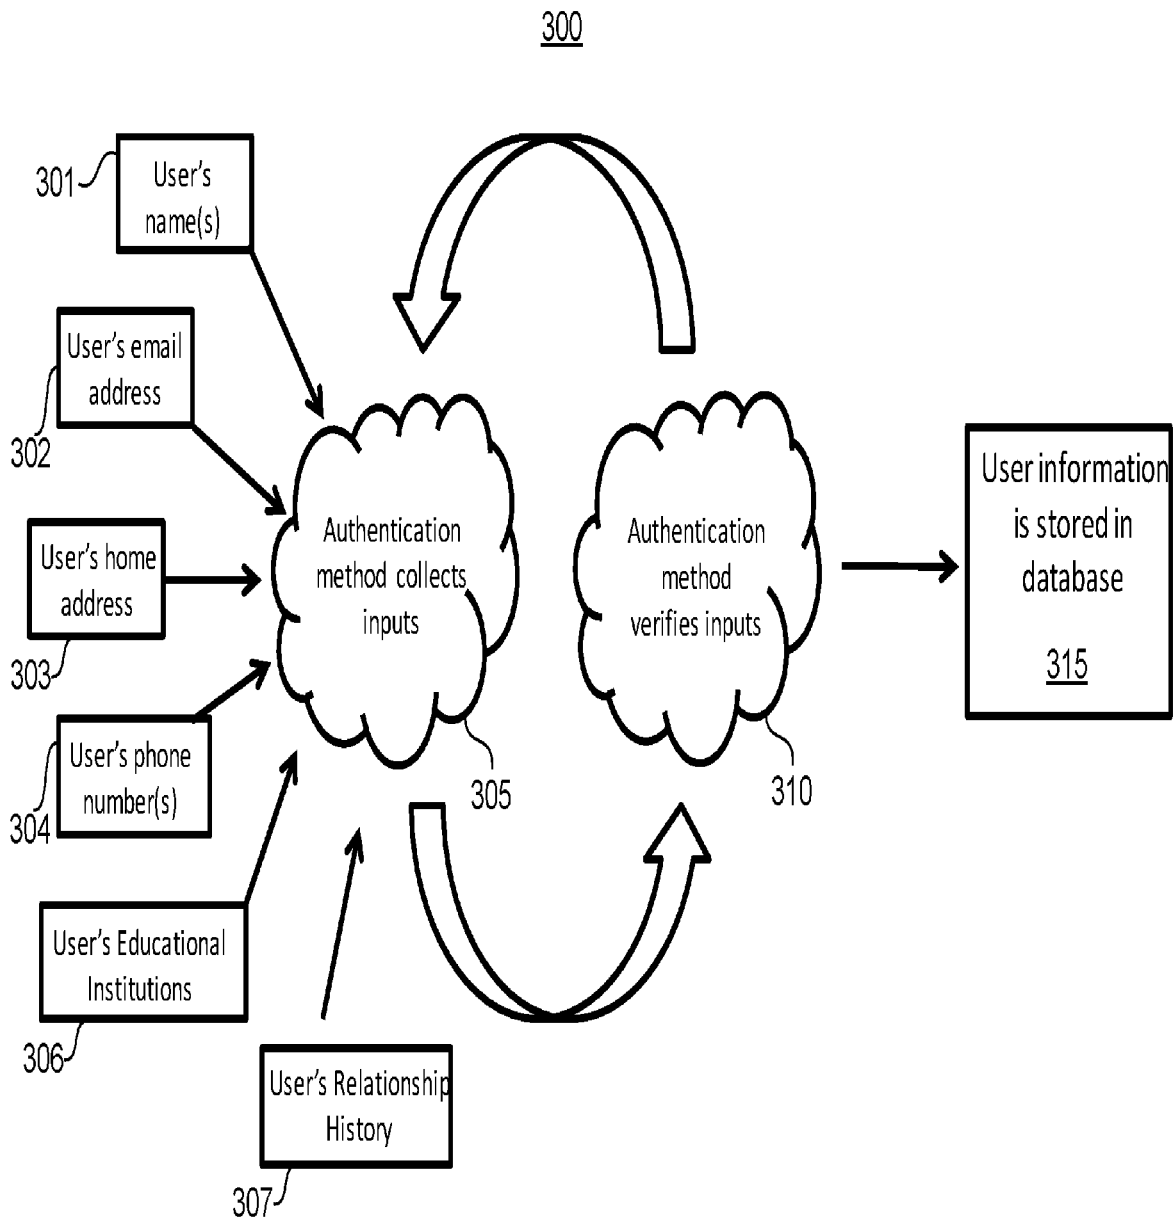 300
301
User's
name(s)
User's email
address
302
User's home
address
303
User's phone
number(s)
304
User's Educational
Institutions
306
User's Relationship
History
307
Authentication
method collects
inputs
305
Authentication
method
verifies inputs
310
User information
is stored in
database
315